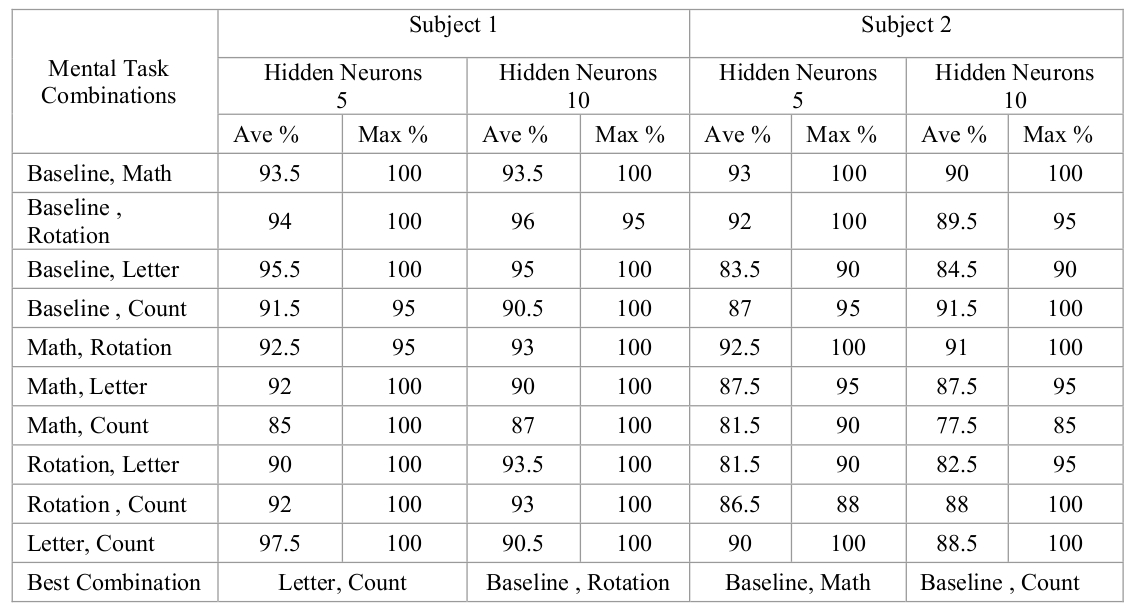 Mental Task Combinations Subject 1 Subject 2
Hidden Neurons 5 Hidden Neurons 10 Hidden Neurons 5 Hidden Neurons 10
Ave % Max % Ave % Max % Ave % Max % Ave % Max %
Baseline, Math 93.5 100 93.5 100 93 100 90 100
Baseline , Rotation 94 100 96 95 92 100 89.5 95
Baseline, Letter 95.5 100 95 100 83.5 90 84.5 90
Baseline , Count 91.5 95 90.5 100 87 95 91.5 100
Math, Rotation 92.5 95 93 100 92.5 100 91 100
Math, Letter 92 100 90 100 87.5 95 87.5 95
Math, Count 85 100 87 100 81.5 90 77.5 85
Rotation, Letter 90 100 93.5 100 81.5 90 82.5 95
Rotation , Count 92 100 93 100 86.5 88 88 100
Letter, Count 97.5 100 90.5 100 90 100 88.5 100
Best Combination Letter, Count Baseline , Rotation Baseline, Math Baseline , Count